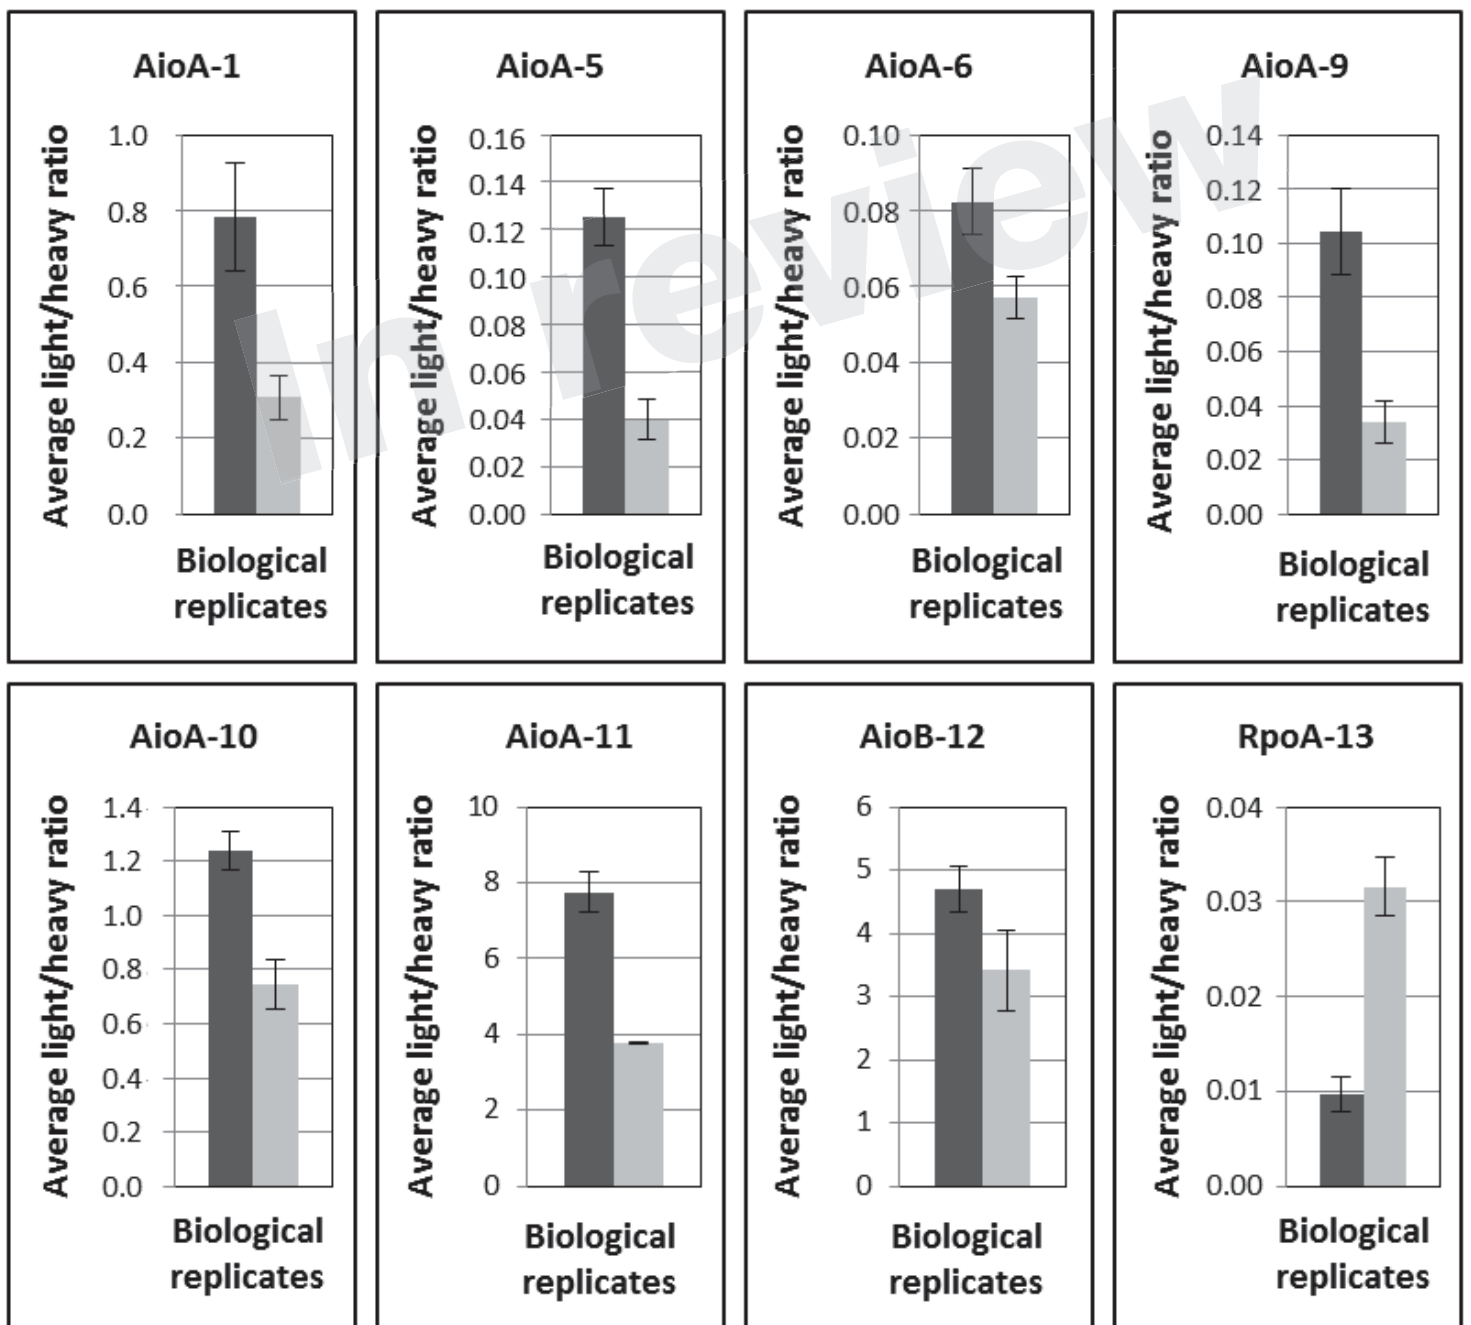 AioA-1
Average light/heavy ratio
1.0
0.8
0.6
0.4
0.2
0.0
Biological
replicates
AioA-5
Average light/heavy ratio
0.16
0.14
0.12
0.10
0.08
0.06
0.04
0.02
0.00
Biological
replicates
AioA-6
Average light/heavy ratio
0.10
0.08
0.06
0.04
0.02
0.00
Biological
replicates
AioA-9
Average light/heavy ratio
0.14
0.12
0.10
0.08
0.06
0.04
0.02
0.00
Biological
replicates
In review
AioA-10
Average light/heavy ratio
1.4
1.2
1.0
0.8
0.6
0.4
0.2
0.0
Biological
replicates
AioA-11
Average light/heavy ratio
10
8
6
4
2
0
Biological
replicates
AioB-12
Average light/heavy ratio
6
5
4
3
2
1
0
Biological
replicates
RpoA-13
Average light/heavy ratio
0.04
0.03
0.02
0.01
0.00
Biological
replicates